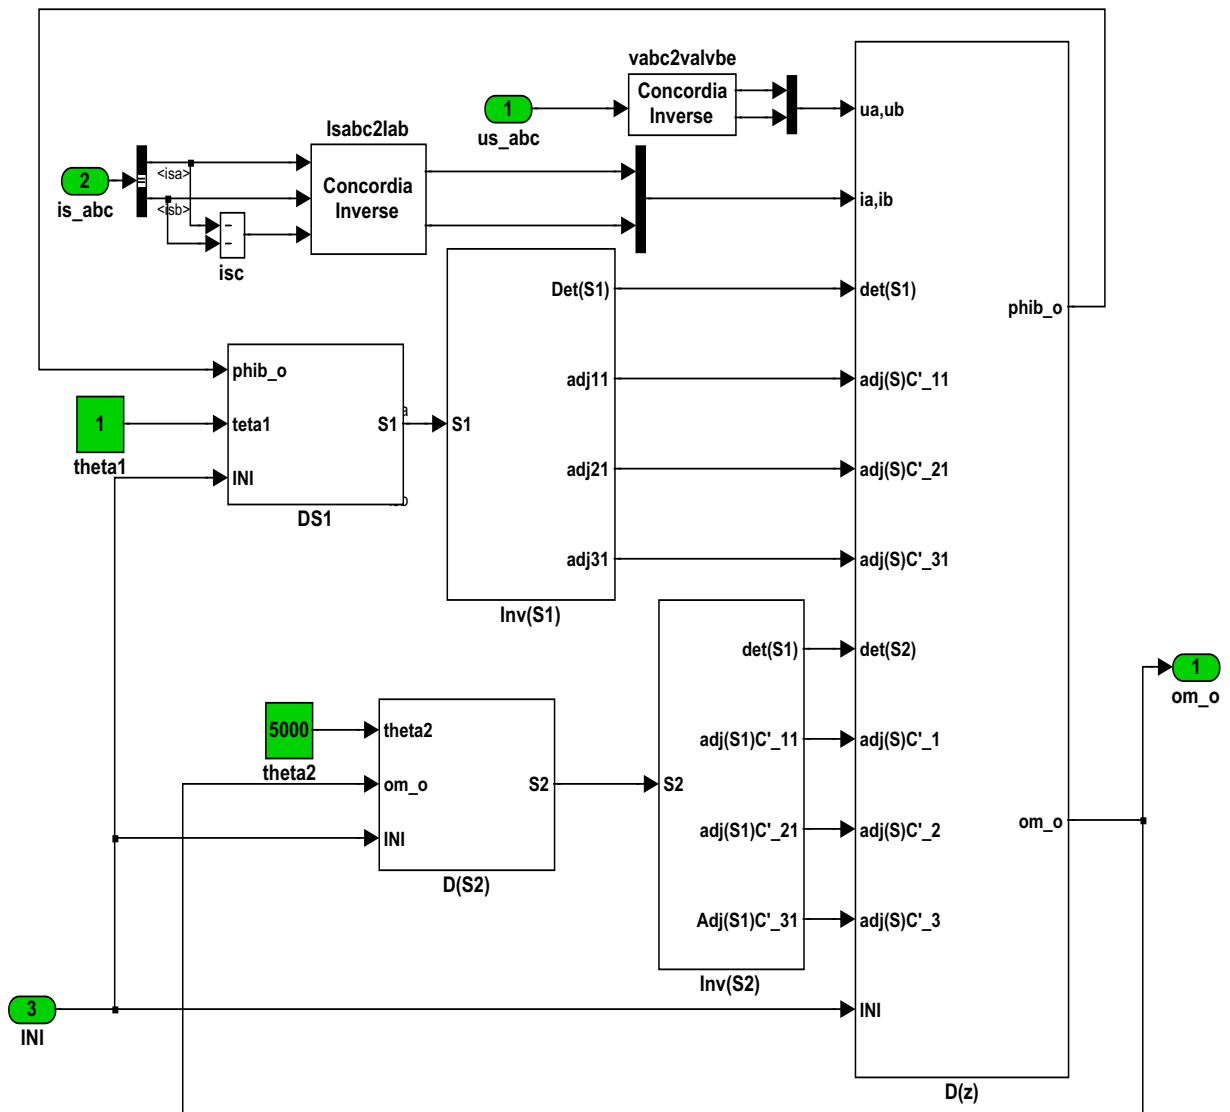 vabc2valvbe
Concordia
Inverse
1
us_abc
ua,ub
Isabc2Iab
Concordia
Inverse
2
is_abc
<isa>
<isb>
isc
ia,ib
Det(S1)
det(S1)
phib_o
phib_o
adj11
adj(S)C'_11
1
theta1
teta1
S1
S1
INI
DS1
adj21
adj(S)C'_21
adj31
adj(S)C'_31
Inv(S1)
det(S1)
det(S2)
1
om_o
5000
theta2
theta2
om_o
S2
INI
D(S2)
S2
adj(S1)C'_11
adj(S)C'_1
adj(S1)C'_21
adj(S)C'_2
om_o
Adj(S1)C'_31
adj(S)C'_3
Inv(S2)
3
INI
INI
D(z)